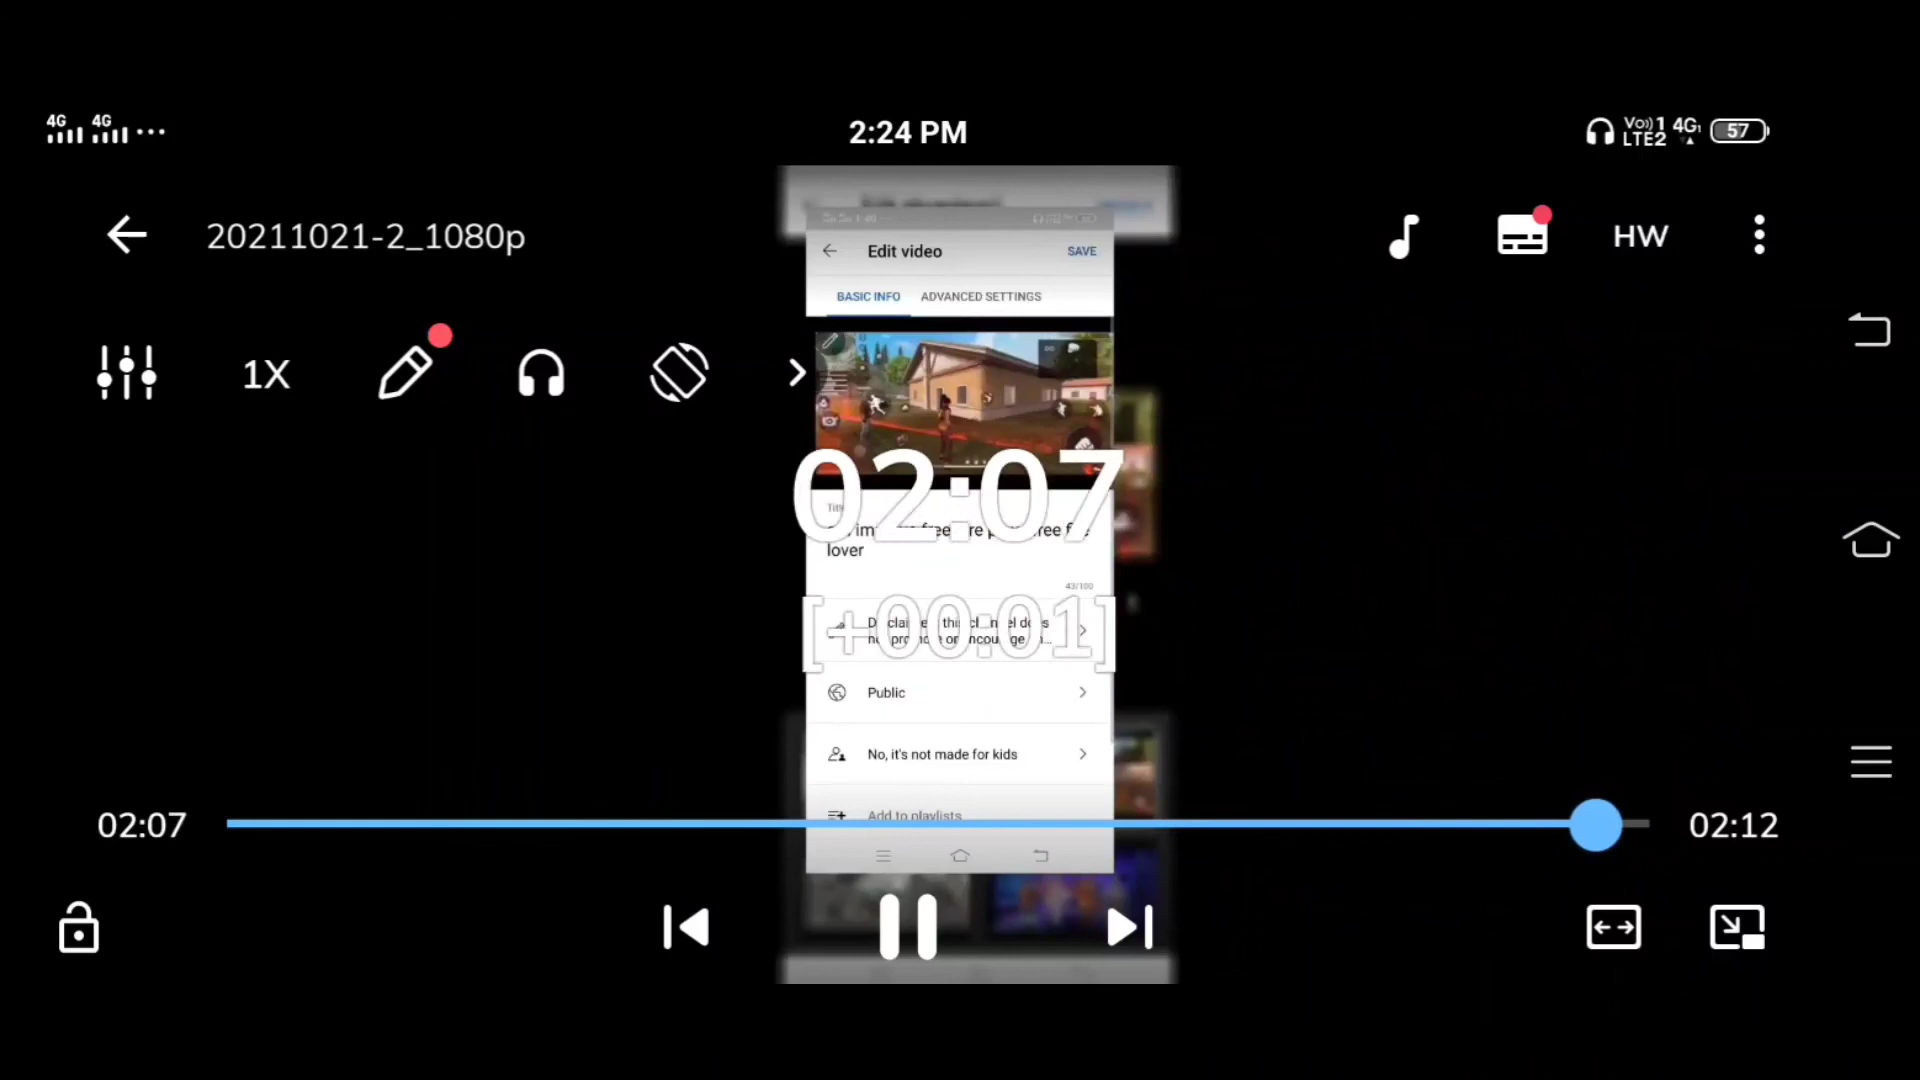 4G 4G
2:24 PM
Vo) 1 4G
LTE2
57
20211021-2_1080p
HW
1X
Edit video
SAVE
BASIC INFO
ADVANCED SETTINGS
02:07
lover
43/100
[+00:01]
Public
No, it's not made for kids
Add to playlists
02:07
02:12